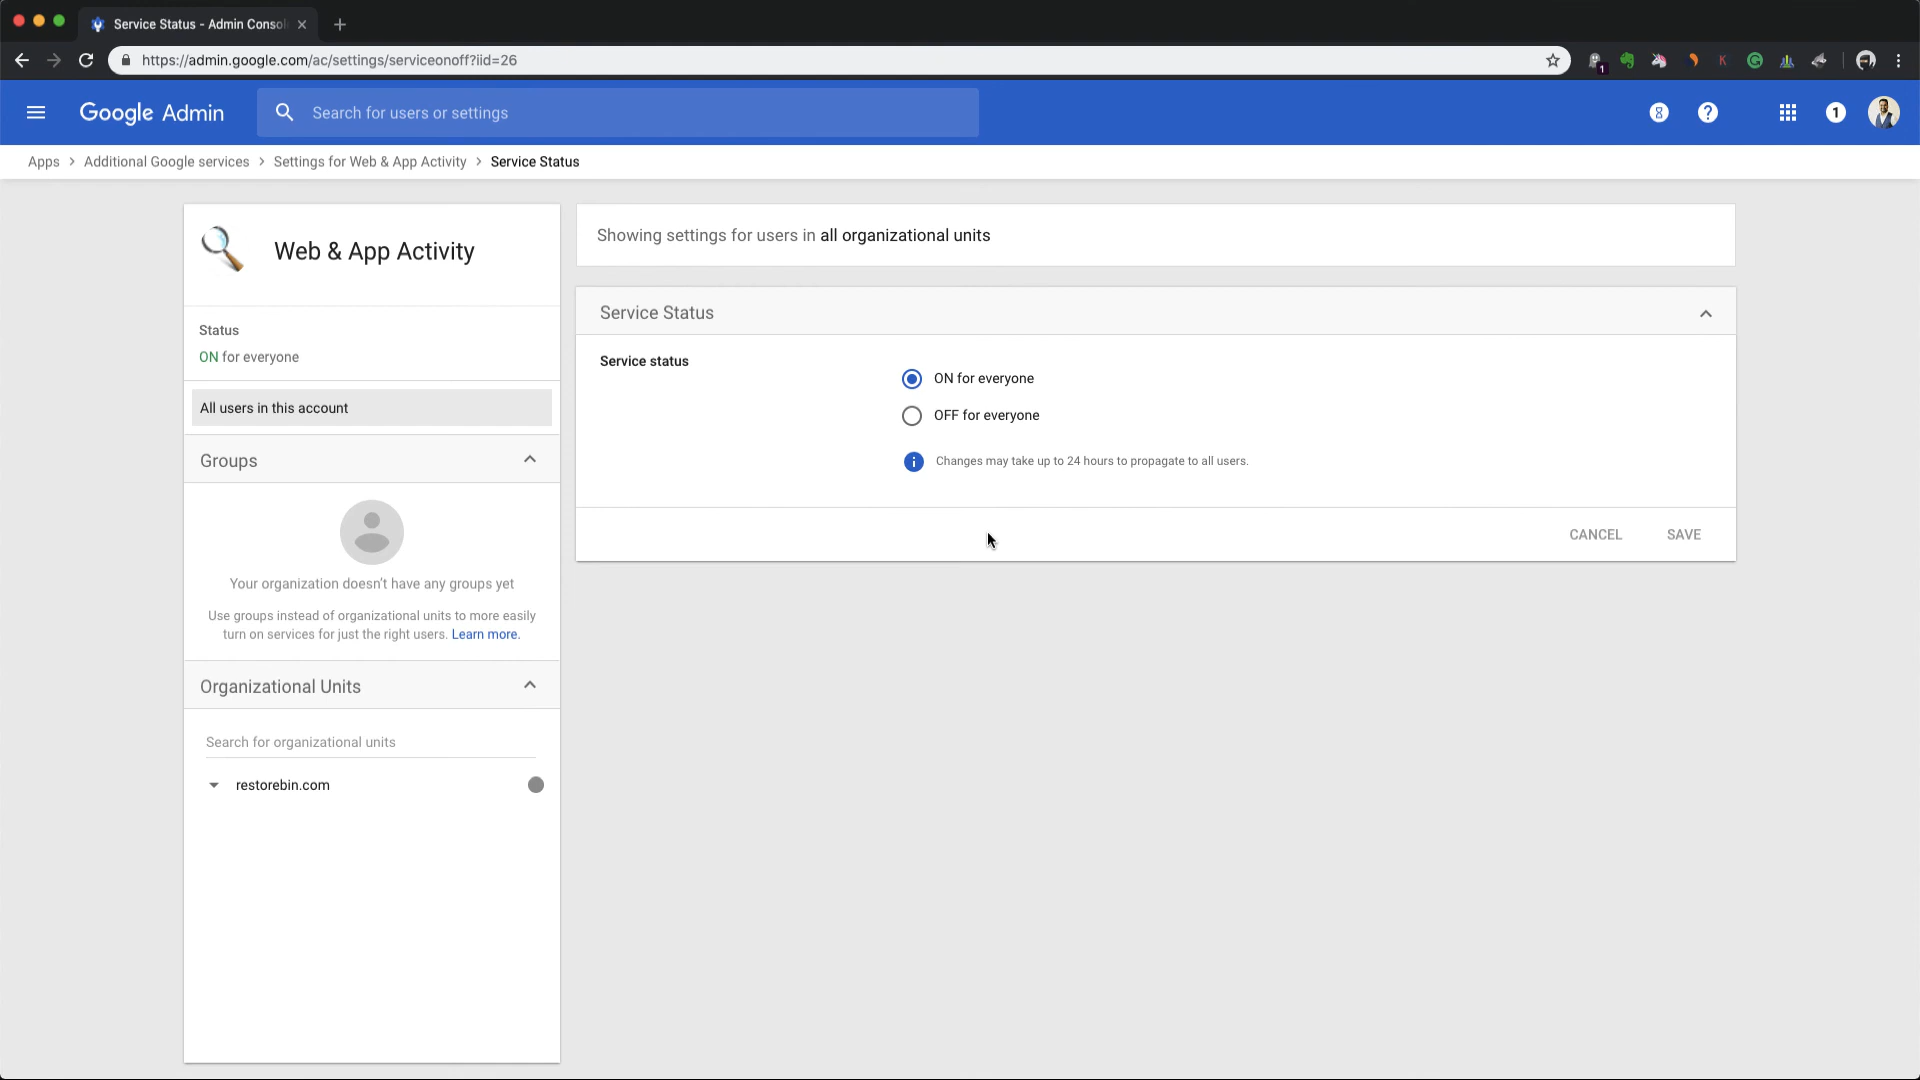 Service Status - Admin Consol
https://admin.google.com/ac/settings/serviceonoff?iid=26
1
K
Google Admin
Search for users or settings
?
1
Apps > Additional Google services > Settings for Web & App Activity > Service Status
Web & App Activity
Showing settings for users in all organizational units
Status
ON for everyone
All users in this account
Groups
Your organization doesn't have any groups yet
Use groups instead of organizational units to more easily
turn on services for just the right users. Learn more.
Organizational Units
Search for organizational units
restorebin.com
Service Status
Service status
ON for everyone
OFF for everyone
i
Changes may take up to 24 hours to propagate to all users.
CANCEL
SAVE